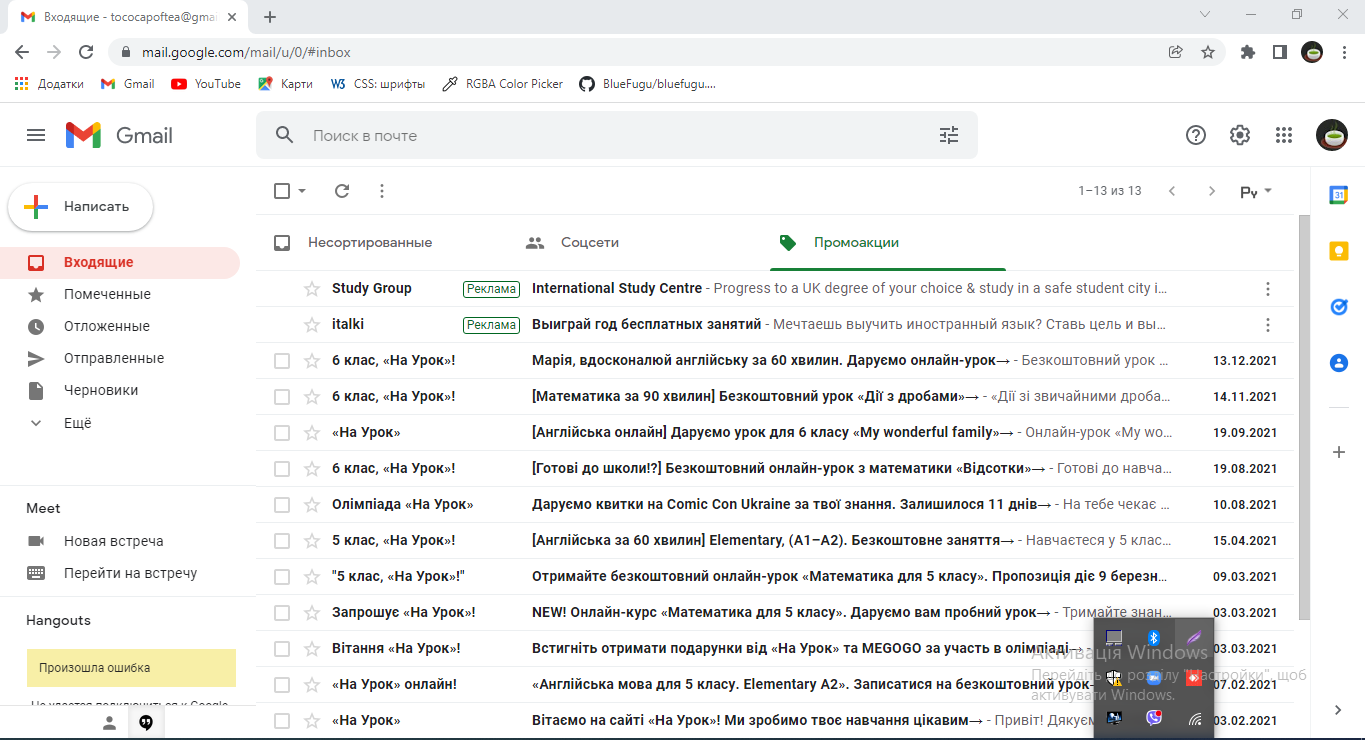 Входящие - tococapoftea@gmai
mail.google.com/mail/u/0/#inbox
Додатки Gmail YouTube Карти CSS: шрифты RGBA Color Picker BlueFugu/bluefugu....
Gmail
Поиск в почте
Написать
1–13 из 13
Ру
Входящие
Помеченные
Отложенные
Отправленные
Черновики
Ещё
Meet
Новая встреча
Перейти на встречу
Hangouts
Произошла ошибка
Несортированные Соцсети Промоакции
Study Group Реклама International Study Centre - Progress to a UK degree of your choice & study in a safe student city i...
italki Реклама Выиграй год бесплатных занятий - Мечтаешь выучить иностранный язык? Ставь цель и вы...
6 клас, «На Урок»! Марія, вдосконалюй англійську за 60 хвилин. Даруємо онлайн-урок→ - Безкоштовний урок ... 13.12.2021
6 клас, «На Урок»! [Математика за 90 хвилин] Безкоштовний урок «Дії з дробами»→ - «Дії зі звичайними дроба... 14.11.2021
«На Урок» [Англійська онлайн] Даруємо урок для 6 класу «My wonderful family»→ - Онлайн-урок «My wo... 19.09.2021
6 клас, «На Урок»! [Готові до школи!?] Безкоштовний онлайн-урок з математики «Відсотки»→ - Готові до навча... 19.08.2021
Олімпіада «На Урок» Даруємо квитки на Comic Con Ukraine за твої знання. Залишилося 11 днів→ - На тебе чекає ... 10.08.2021
5 клас, «На Урок»! [Англійська за 60 хвилин] Elementary, (A1–A2). Безкоштовне заняття→ - Навчаєтеся у 5 клас... 15.04.2021
"5 клас, «На Урок»!" Отримайте безкоштовний онлайн-урок «Математика для 5 класу». Пропозиція діє 9 березн... 09.03.2021
Запрошує «На Урок»! NEW! Онлайн-курс «Математика для 5 класу». Даруємо вам пробний урок→ - Тримайте знан... 03.03.2021
Вітання «На Урок»! Встигніть отримати подарунки від «На Урок» та MEGOGO за участь в олімпіаді→ - 03.03.2021
«На Урок» онлайн! «Англійська мова для 5 класу. Elementary A2». Записатися на безкоштовний урок- 07.02.2021
«На Урок» Вітаємо на сайті «На Урок»! Ми зробимо твоє навчання цікавим→ - Привіт! Дякуєм 03.02.2021
Активація Windows
Перейдіть до розділу "Настройки", щоб
активувати Windows.